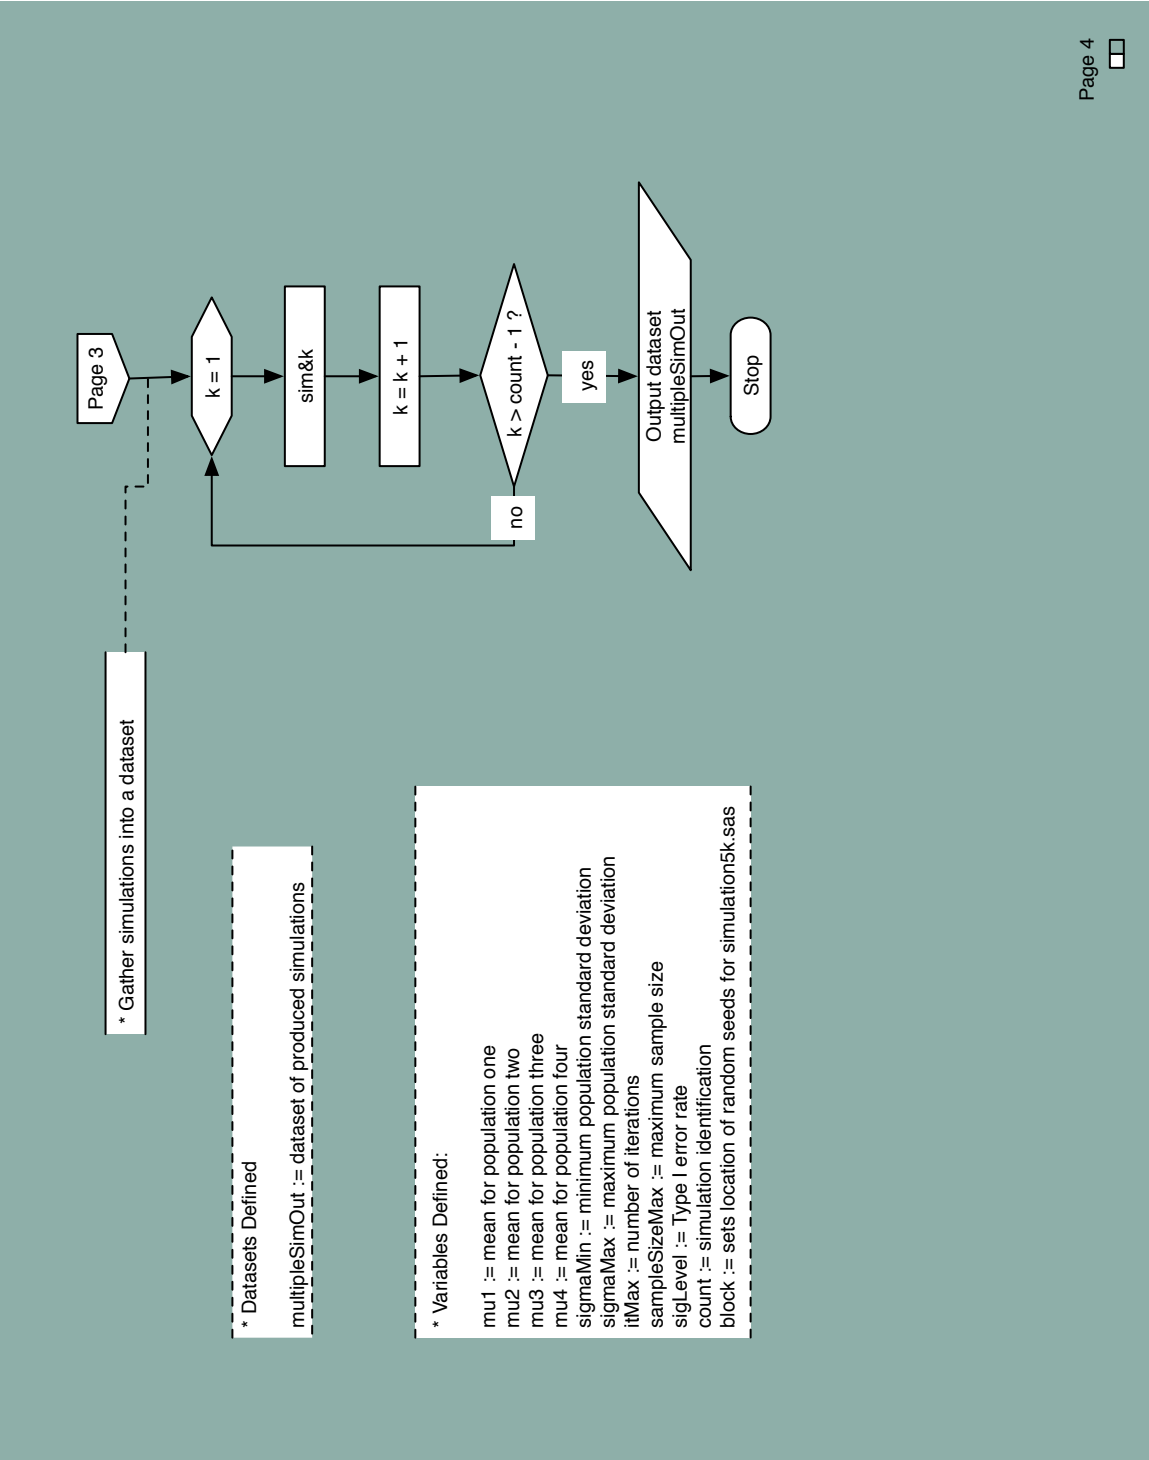 Page 3
* Gather simulations into a dataset
k = 1
sim&k
k = k + 1
k > count - 1 ?
no
yes
Output dataset
multipleSimOut
Stop
* Datasets Defined
multipleSimOut := dataset of produced simulations
* Variables Defined:
mu1 := mean for population one
mu2 := mean for population two
mu3 := mean for population three
mu4 := mean for population four
sigmaMin := minimum population standard deviation
sigmaMax := maximum population standard deviation
itMax := number of iterations
sampleSizeMax := maximum sample size
sigLevel := Type I error rate
count := simulation identification
block := sets location of random seeds for simulation5k.sas
Page 4